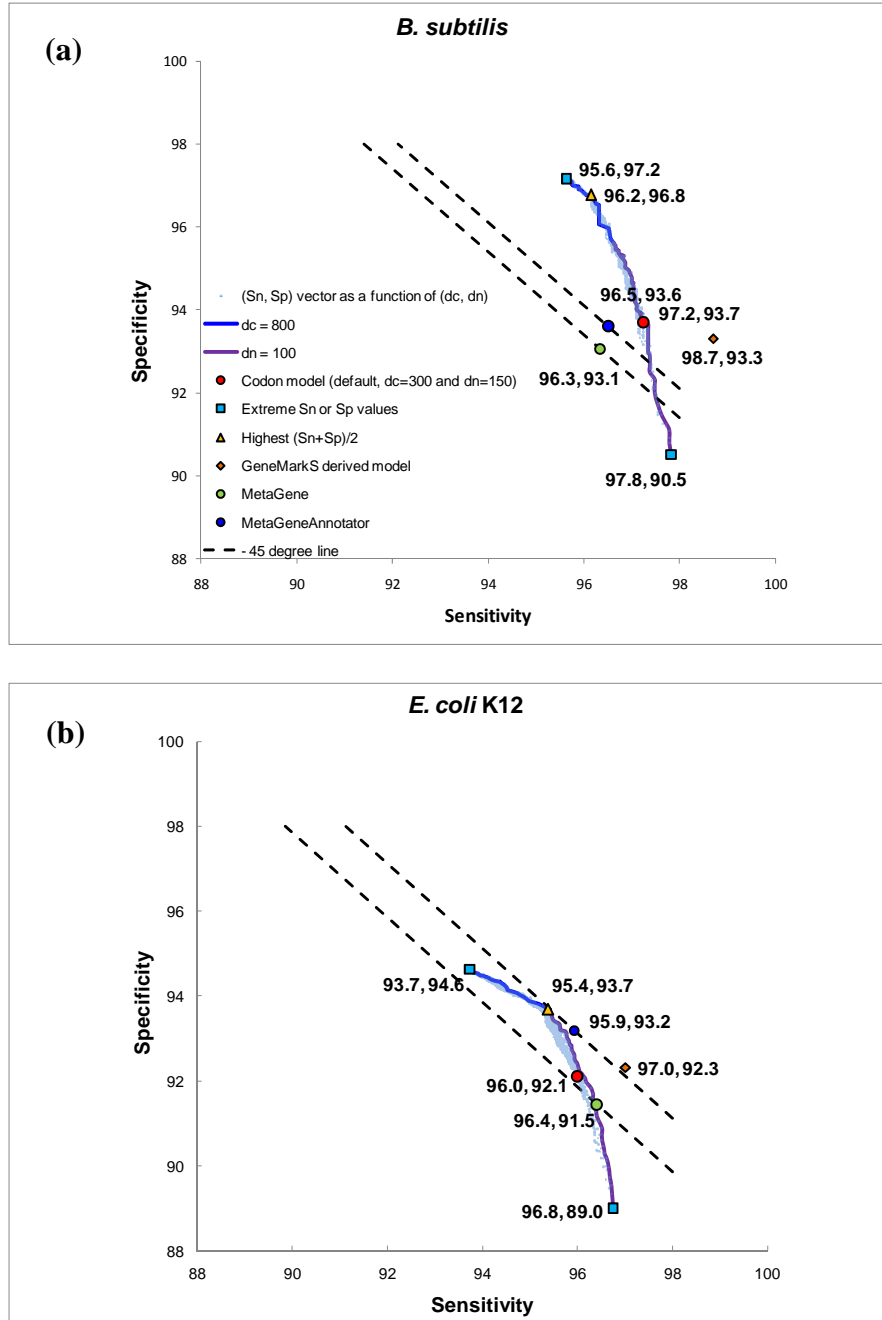 B. subtilis
(a)
100
98
96
94
92
90
88
Specificity
95.6, 97.2
96.2, 96.8
96.5, 93.6
97.2, 93.7
98.7, 93.3
96.3, 93.1
97.8, 90.5
(Sn, Sp) vector as a function of (dc, dn)
dc = 800
dn = 100
Codon model (default, dc=300 and dn=150)
Extreme Sn or Sp values
Highest (Sn+Sp)/2
GeneMarkS derived model
MetaGene
MetaGeneAnnotator
- 45 degree line
88 90 92 94 96 98 100
Sensitivity
E. coli K12
(b)
100
98
96
94
92
90
88
Specificity
93.7, 94.6
95.4, 93.7
95.9, 93.2
97.0, 92.3
96.0, 92.1
96.4, 91.5
96.8, 89.0
88 90 92 94 96 98 100
Sensitivity